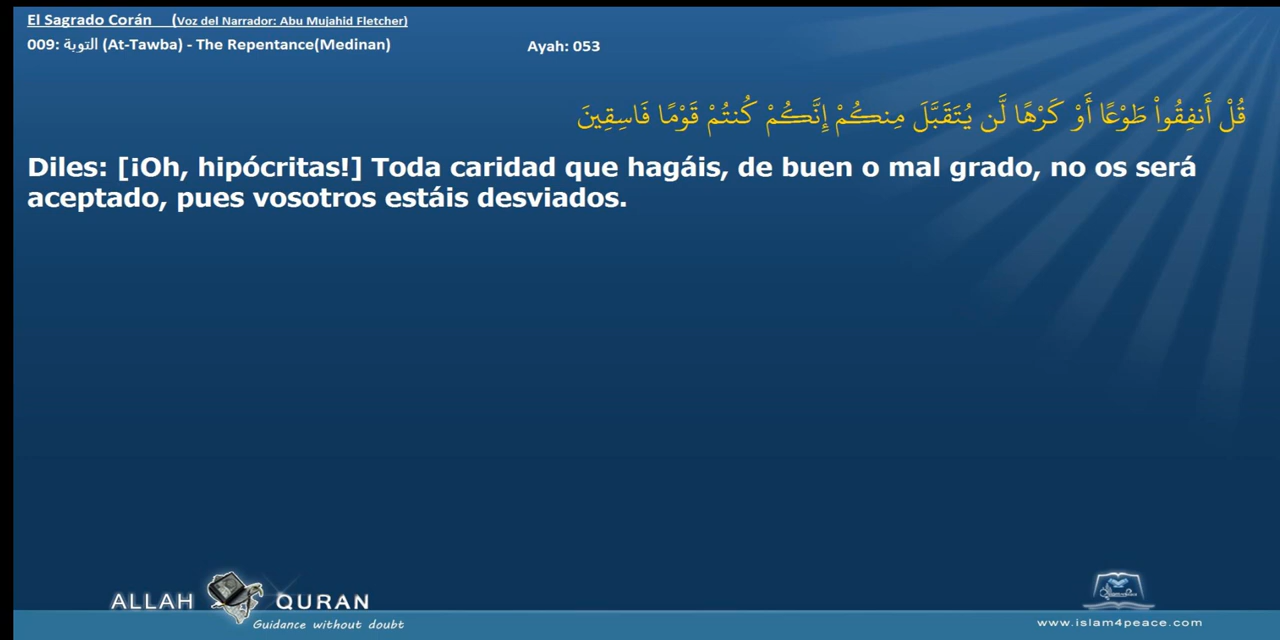 El Sagrado Corán (Voz del Narrador: Abu Mujahid Fletcher)
009: التوبة (At-Tawba) - The Repentance(Medinan) Ayah: 053
قُلْ أَنفِقُواْ طَوْعًا أَوْ كَرْهًا لَّن يُتَقَبَّلَ مِنكُمْ إِنَّكُمْ كُنتُمْ قَوْمًا فَاسِقِينَ
Diles: [¡Oh, hipócritas!] Toda caridad que hagáis, de buen o mal grado, no os será
aceptado, pues vosotros estáis desviados.
ALLAH QURAN
Guidance without doubt
www.islam4peace.com